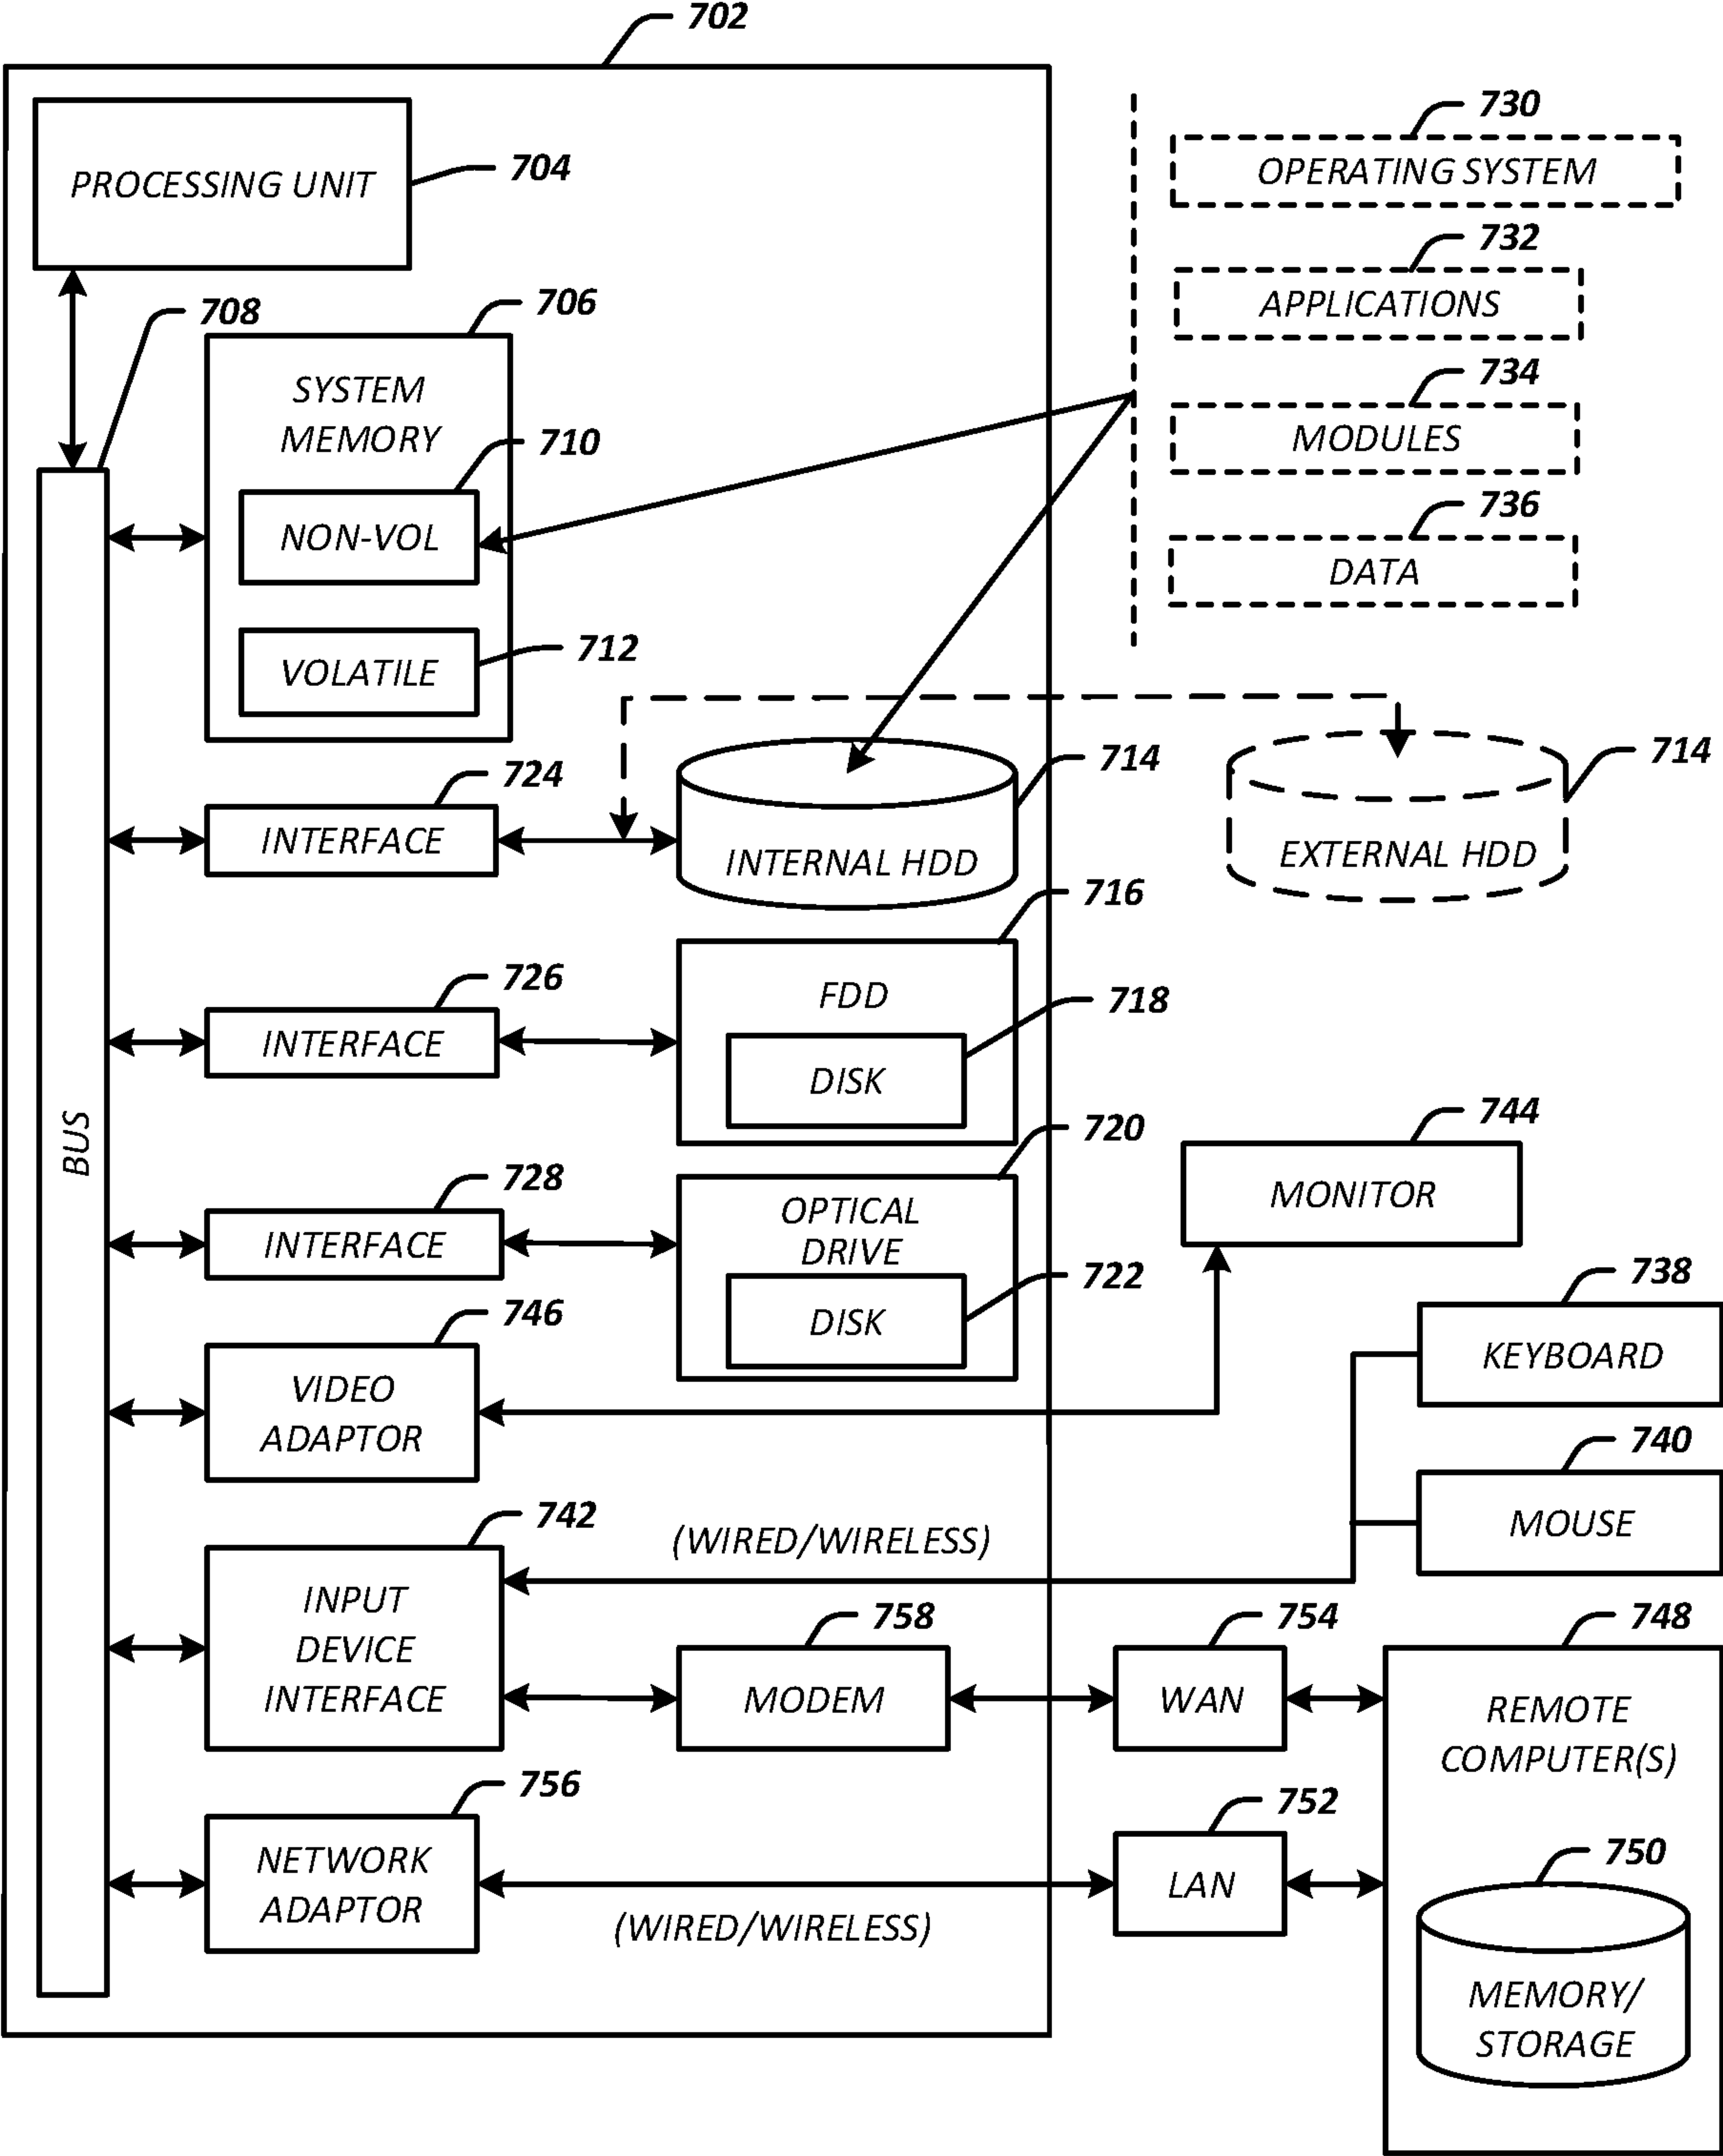 702
730
PROCESSING UNIT
704
OPERATING SYSTEM
732
APPLICATIONS
708
706
734
SYSTEM
MEMORY
MODULES
710
736
NON-VOL
DATA
712
VOLATILE
724
714
714
INTERFACE
INTERNAL HDD
EXTERNAL HDD
716
726
FDD
718
INTERFACE
DISK
BUS
720
744
728
MONITOR
INTERFACE
OPTICAL
DRIVE
722
738
746
DISK
KEYBOARD
VIDEO
ADAPTOR
740
742
(WIRED/WIRELESS)
MOUSE
INPUT
DEVICE
INTERFACE
758
754
748
MODEM
WAN
REMOTE
COMPUTER(S)
756
752
NETWORK
ADAPTOR
LAN
750
(WIRED/WIRELESS)
MEMORY/
STORAGE